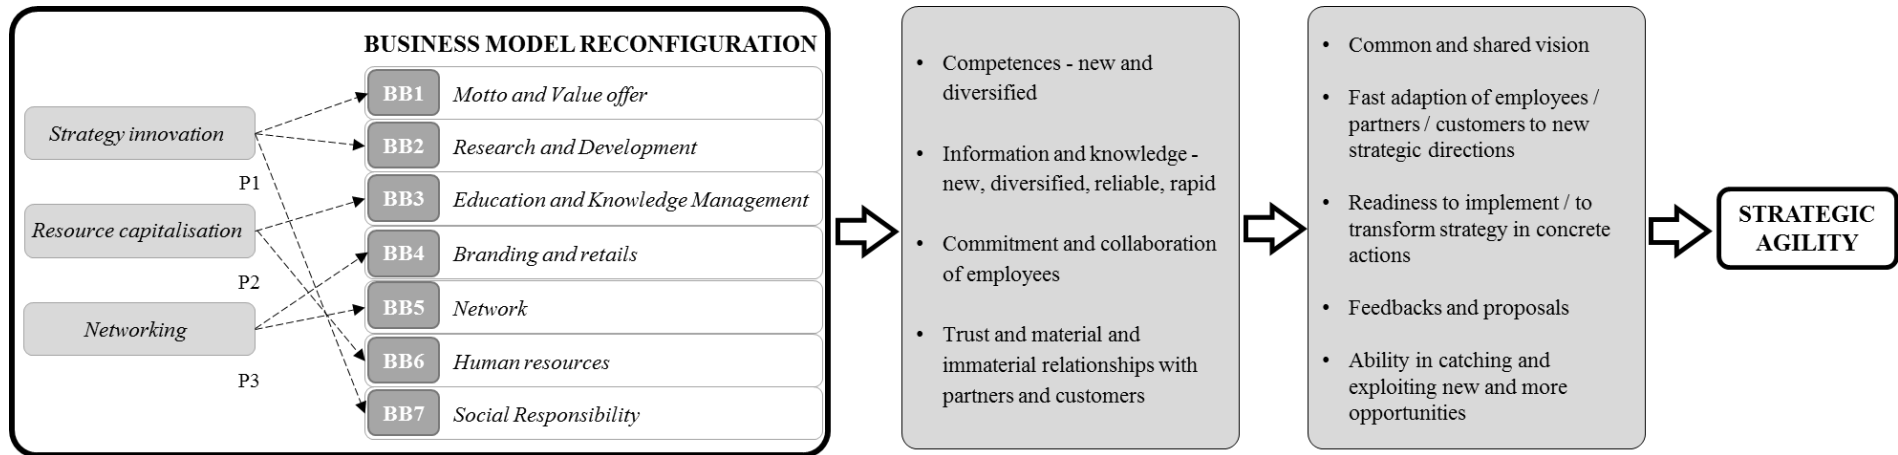 BUSINESS MODEL RECONFIGURATION
Strategy innovation
P1
Resource capitalisation
P2
Networking
P3
BB1 Motto and Value offer
BB2 Research and Development
BB3 Education and Knowledge Management
BB4 Branding and retails
BB5 Network
BB6 Human resources
BB7 Social Responsibility
• Competences - new and
diversified
• Information and knowledge -
new, diversified, reliable, rapid
• Commitment and collaboration
of employees
• Trust and material and
immaterial relationships with
partners and customers
• Common and shared vision
• Fast adaption of employees /
partners / customers to new
strategic directions
• Readiness to implement / to
transform strategy in concrete
actions
• Feedbacks and proposals
• Ability in catching and
exploiting new and more
opportunities
STRATEGIC
AGILITY